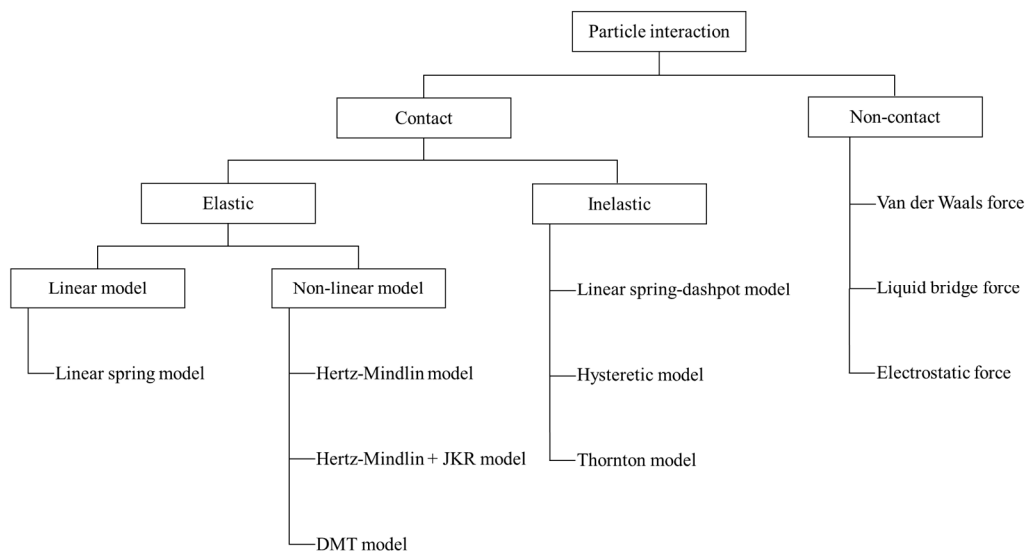 Particle interaction
Contact
Non-contact
Elastic
Inelastic
Van der Waals force
Linear model
Non-linear model
Linear spring-dashpot model
Liquid bridge force
Linear spring model
Hertz-Mindlin model
Hysteretic model
Electrostatic force
Hertz-Mindlin + JKR model
Thornton model
DMT model